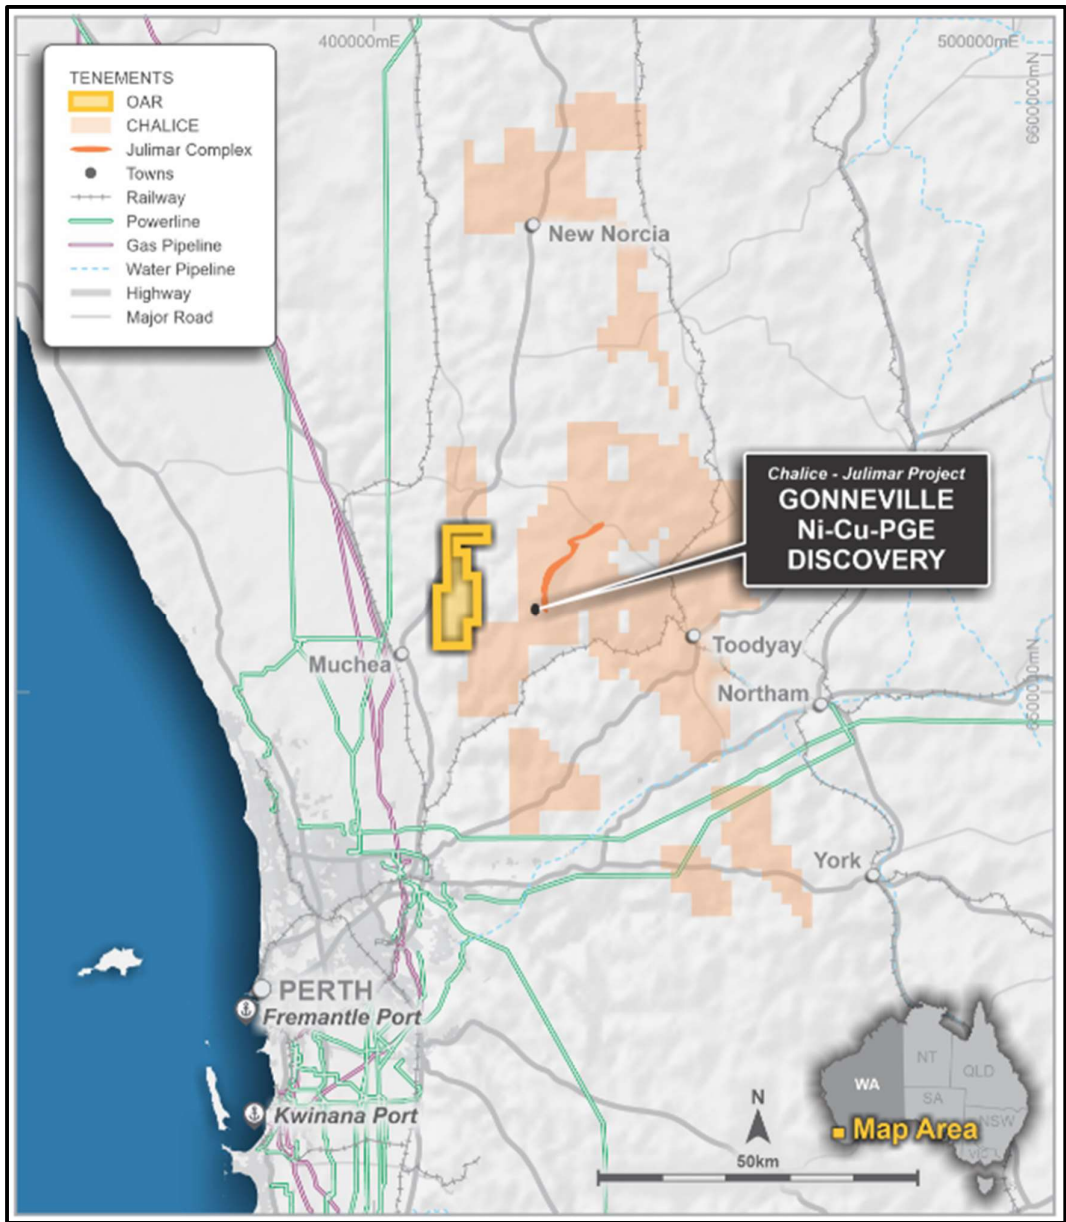 400000mE
500000mE
6600000mN
TENEMENTS
OAR
CHALICE
Julimar Complex
Towns
Railway
Powerline
Gas Pipeline
Water Pipeline
Highway
Major Road
New Norcia
Chalice - Julimar Project
GONNEVILLE
Ni-Cu-PGE
DISCOVERY
Muchea
Toodyay
Northam
6500000mN
York
PERTH
Fremantle Port
Kwinana Port
N
50km
NT
QLD
WA
SA
NSW
Map Area